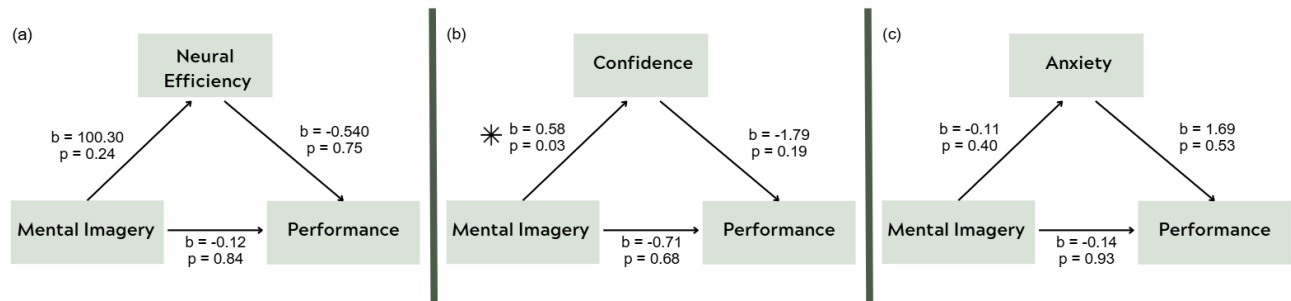 (a)
Neural
Efficiency
b = 100.30
p = 0.24
b = -0.540
p = 0.75
Mental Imagery
b = -0.12
p = 0.84
Performance
(b)
Confidence
b = 0.58
p = 0.03
b = -1.79
p = 0.19
Mental Imagery
b = -0.71
p = 0.68
Performance
(c)
Anxiety
b = -0.11
p = 0.40
b = 1.69
p = 0.53
Mental Imagery
b = -0.14
p = 0.93
Performance